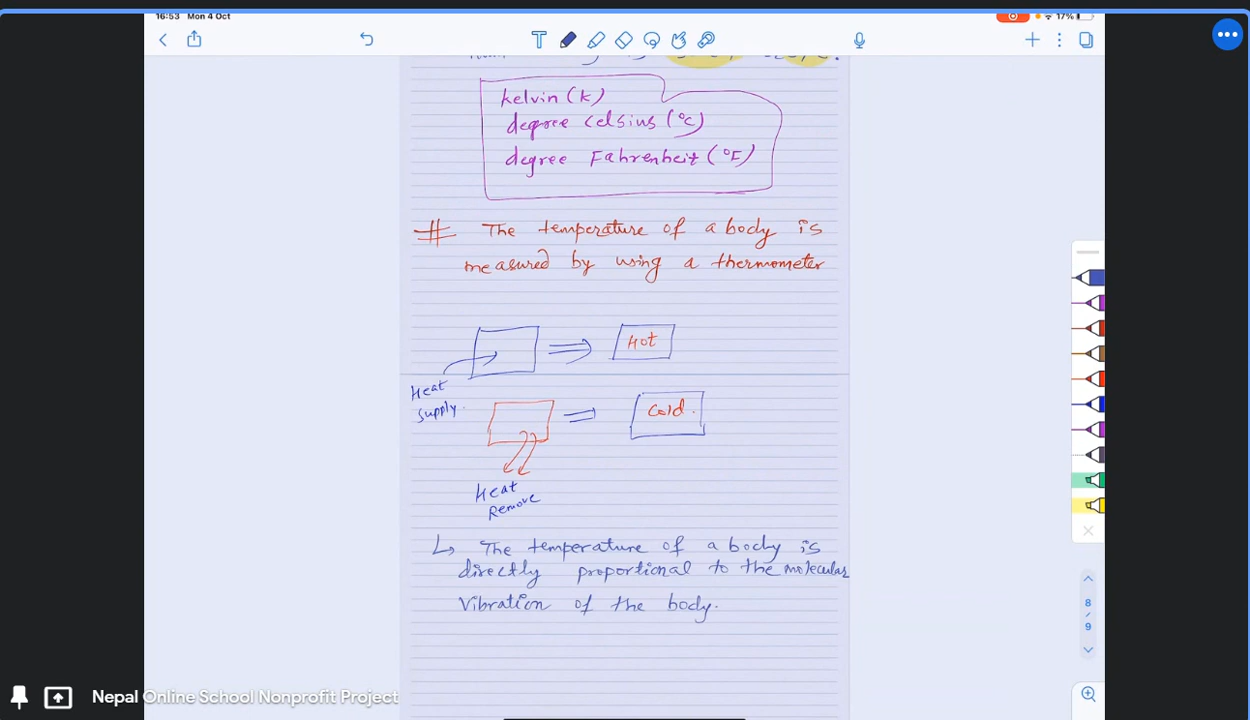 16:53 Mon 4 Oct
17%
kelvin (k)
degree Celsius (°C)
degree Fahrenheit (°F)
# The temperature of a body is
measured by using a thermometer
Hot
Heat
Supply
Cold
Heat
Remove
The temperature of a body is
directly proportional to the molecular
Vibration of the body.
8
/
9
Nepal Online School Nonprofit Project